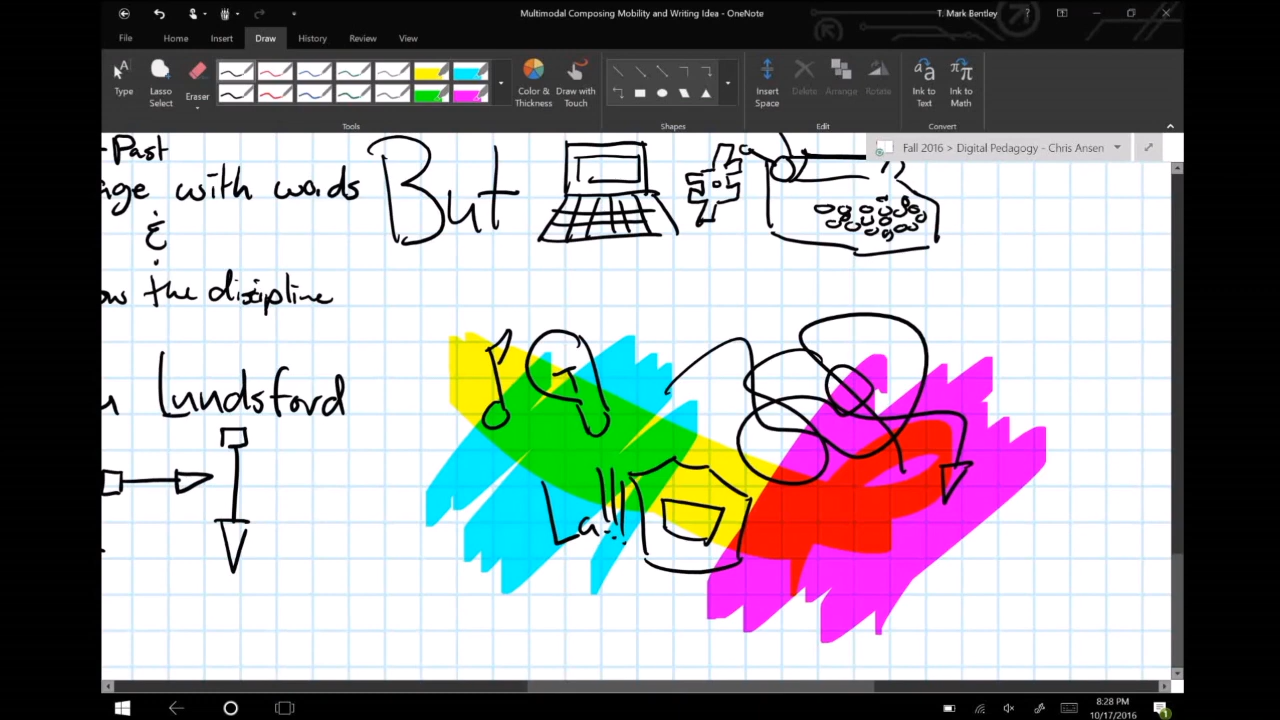 Multimodal Composing Mobility and Writing Idea - OneNote
T. Mark Bentley
?
File Home Insert Draw History Review View
Type
Lasso Select
Eraser
Color & Thickness
Draw with Touch
Insert Space
Delete
Arrange
Rotate
Ink to Text
Ink to Math
Tools
Shapes
Edit
Convert
Fall 2016 > Digital Pedagogy - Chris Ansen
-Past
age with words
&
But
ow the discipline
Lundsford
La!!!
8:28 PM
10/17/2016